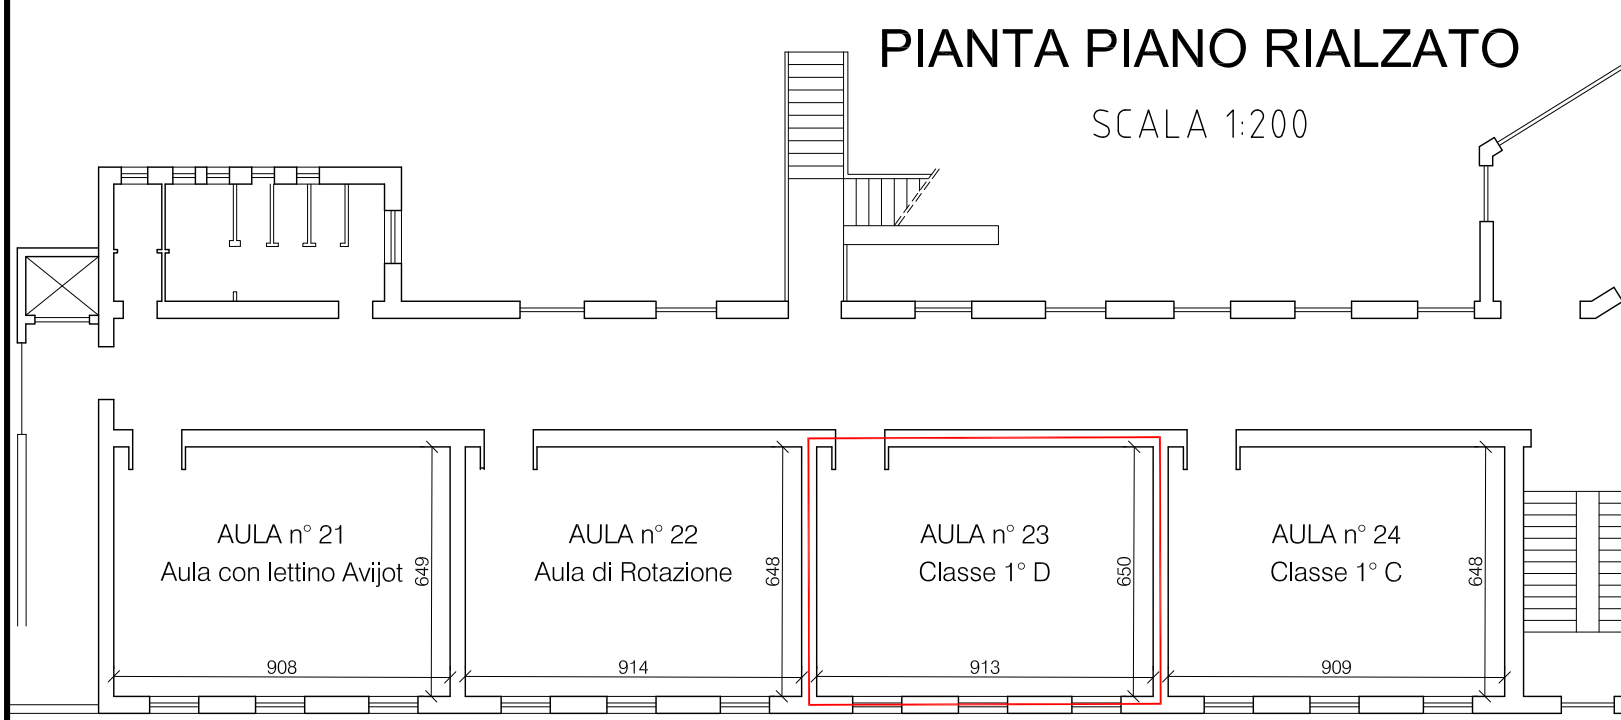 PIANTA PIANO RIALZATO
SCALA 1:200
AULA n° 21
Aula con lettino Avijot
649
908
AULA n° 22
Aula di Rotazione
648
914
AULA n° 23
Classe 1° D
650
913
AULA n° 24
Classe 1° C
648
909